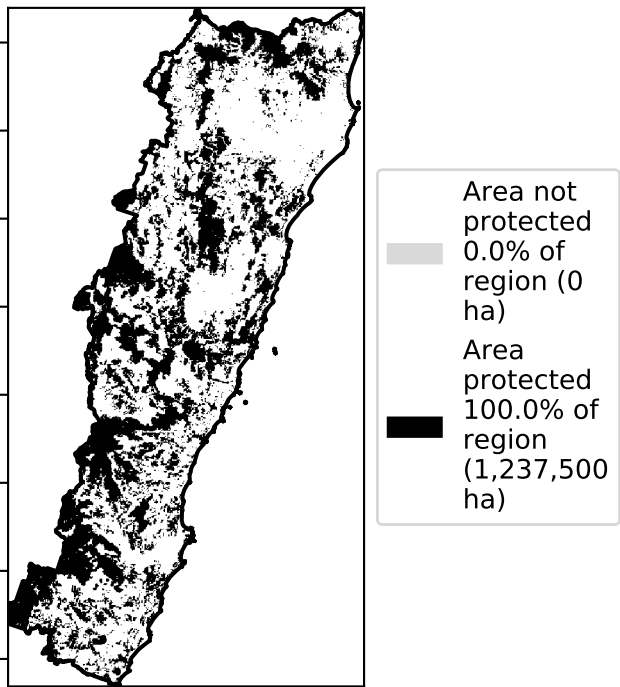 Area not
protected
0.0% of
region (0
ha)
Area
protected
100.0% of
region
(1,237,500
ha)